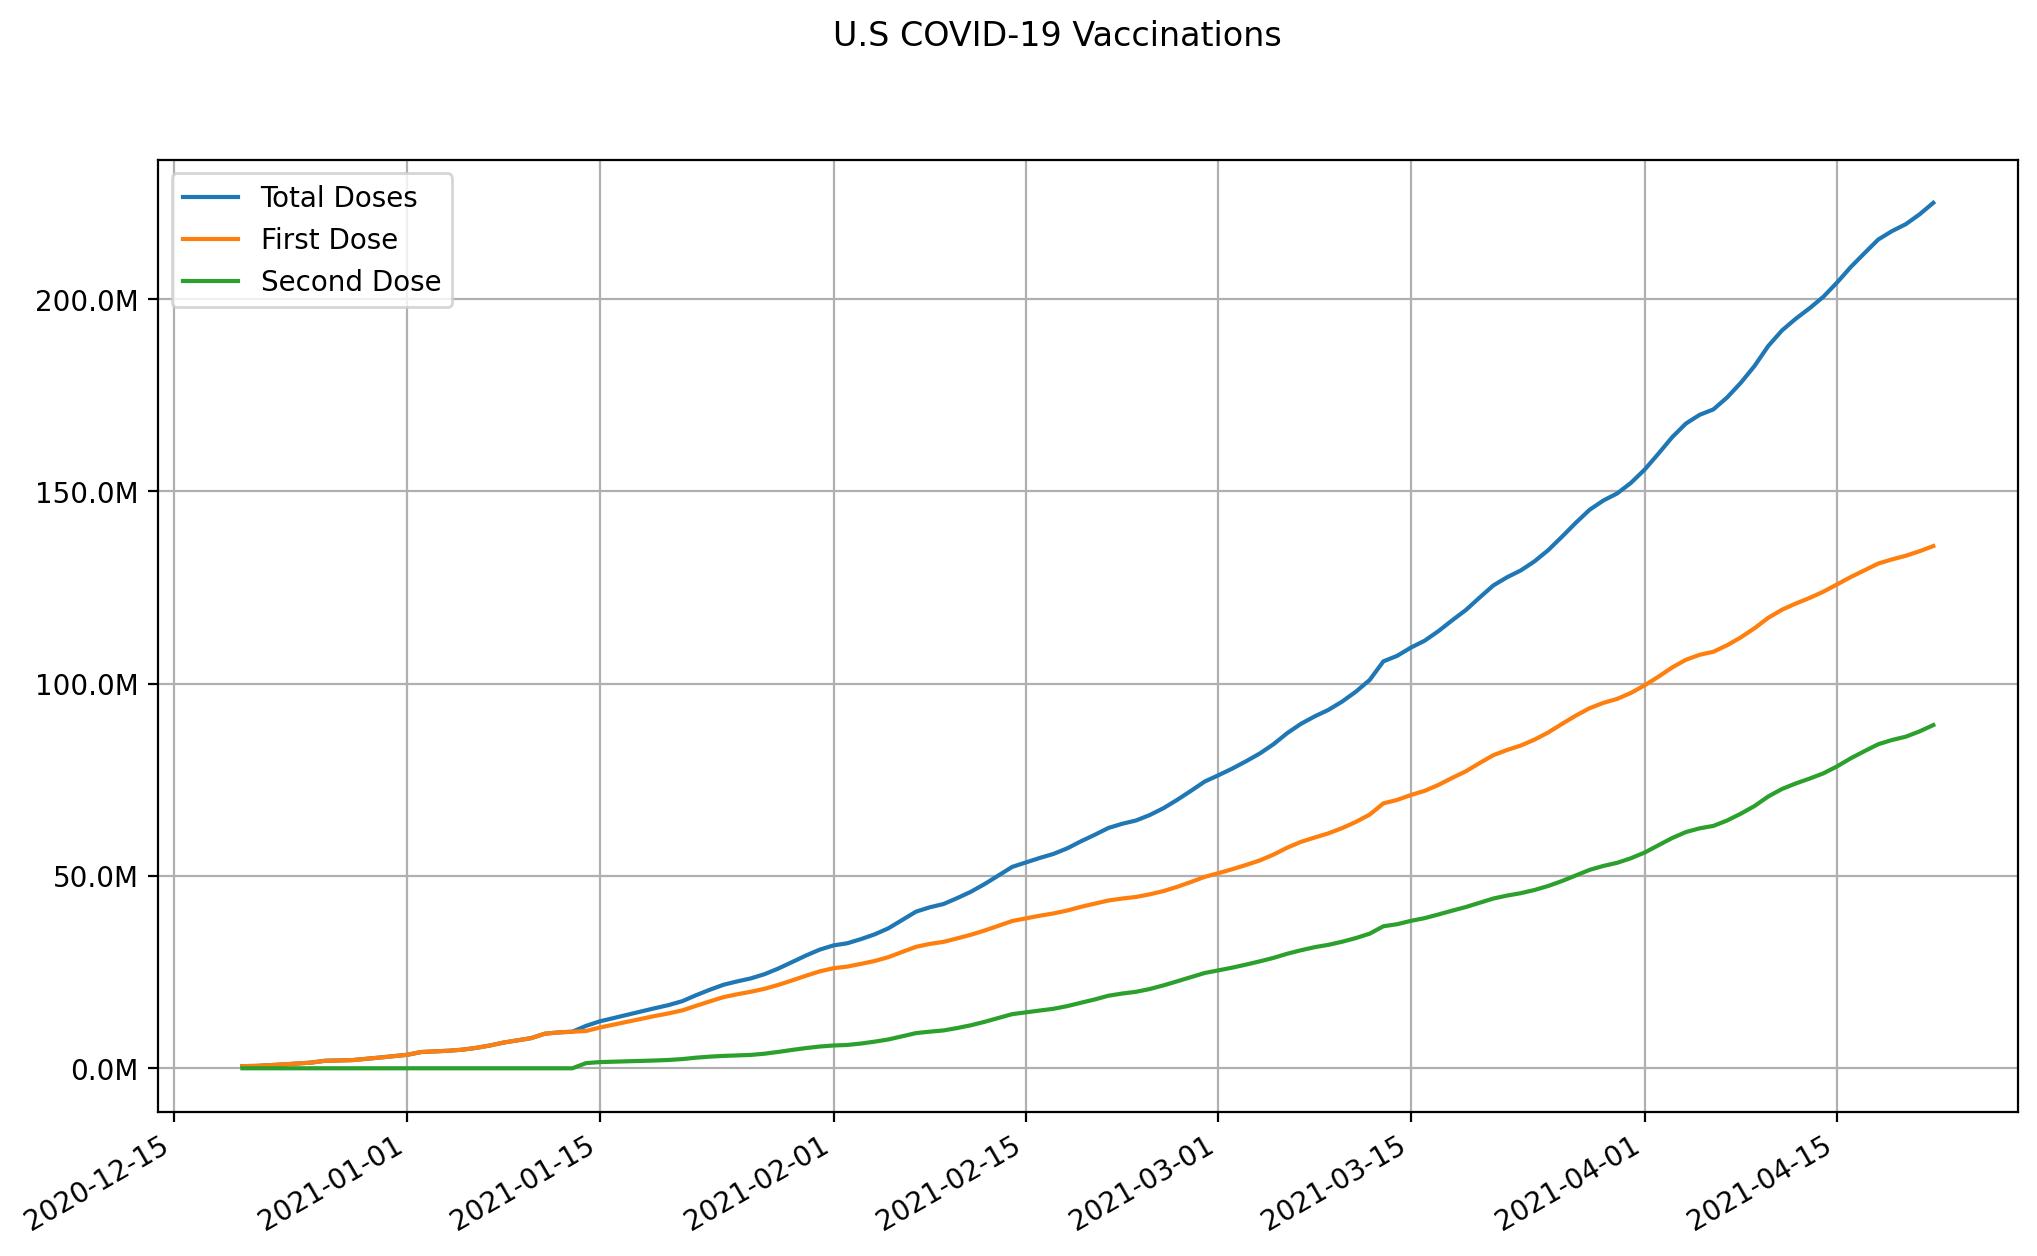 U.S COVID-19 Vaccinations
Total Doses
First Dose
Second Dose
200.0M
150.0M
100.0M
50.0M
0.0M
2020-12-15
2021-01-01
2021-01-15
2021-02-01
2021-02-15
2021-03-01
2021-03-15
2021-04-01
2021-04-15